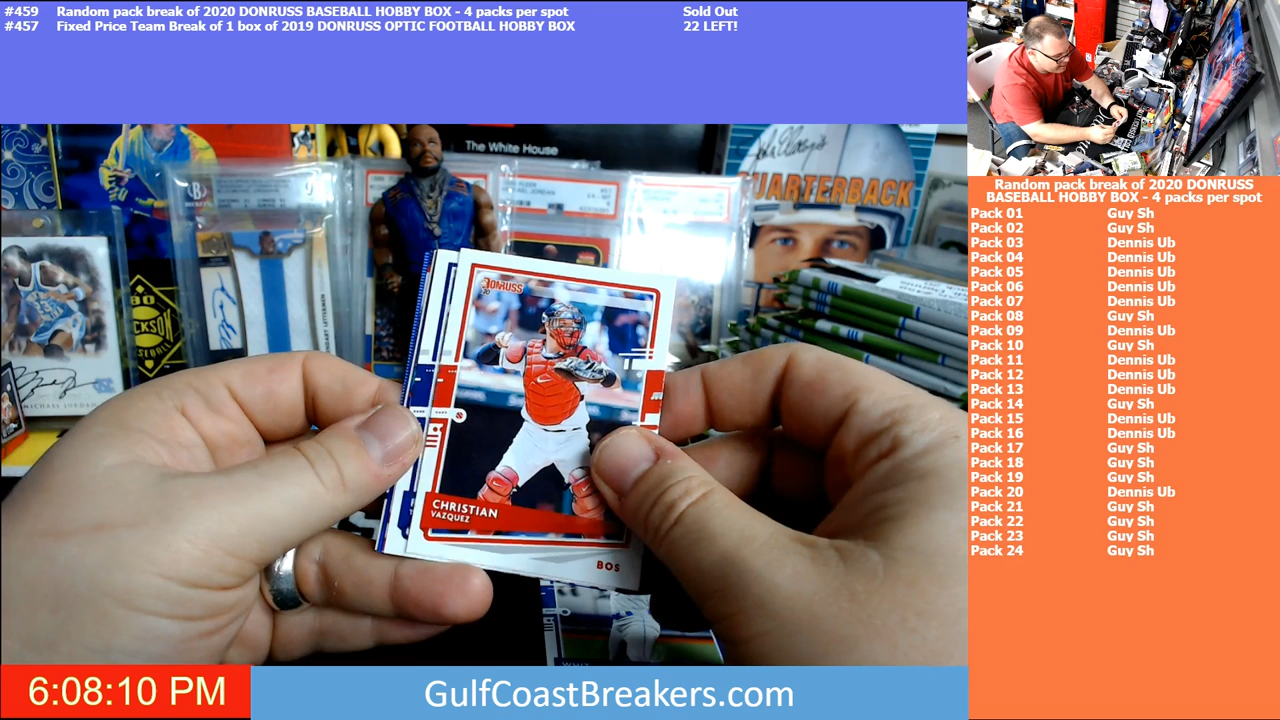 #459 Random pack break of 2020 DONRUSS BASEBALL HOBBY BOX - 4 packs per spot Sold Out
#457 Fixed Price Team Break of 1 box of 2019 DONRUSS OPTIC FOOTBALL HOBBY BOX 22 LEFT!
The White House
QUARTERBACK
MICHAEL JORDAN
DONRUSS
CHRISTIAN
VAZQUEZ
BOS
6:08:10 PM
GulfCoastBreakers.com
Random pack break of 2020 DONRUSS
BASEBALL HOBBY BOX - 4 packs per spot
Pack 01 Guy Sh
Pack 02 Guy Sh
Pack 03 Dennis Ub
Pack 04 Dennis Ub
Pack 05 Dennis Ub
Pack 06 Dennis Ub
Pack 07 Dennis Ub
Pack 08 Guy Sh
Pack 09 Dennis Ub
Pack 10 Guy Sh
Pack 11 Dennis Ub
Pack 12 Dennis Ub
Pack 13 Dennis Ub
Pack 14 Guy Sh
Pack 15 Dennis Ub
Pack 16 Dennis Ub
Pack 17 Guy Sh
Pack 18 Guy Sh
Pack 19 Guy Sh
Pack 20 Dennis Ub
Pack 21 Guy Sh
Pack 22 Guy Sh
Pack 23 Guy Sh
Pack 24 Guy Sh